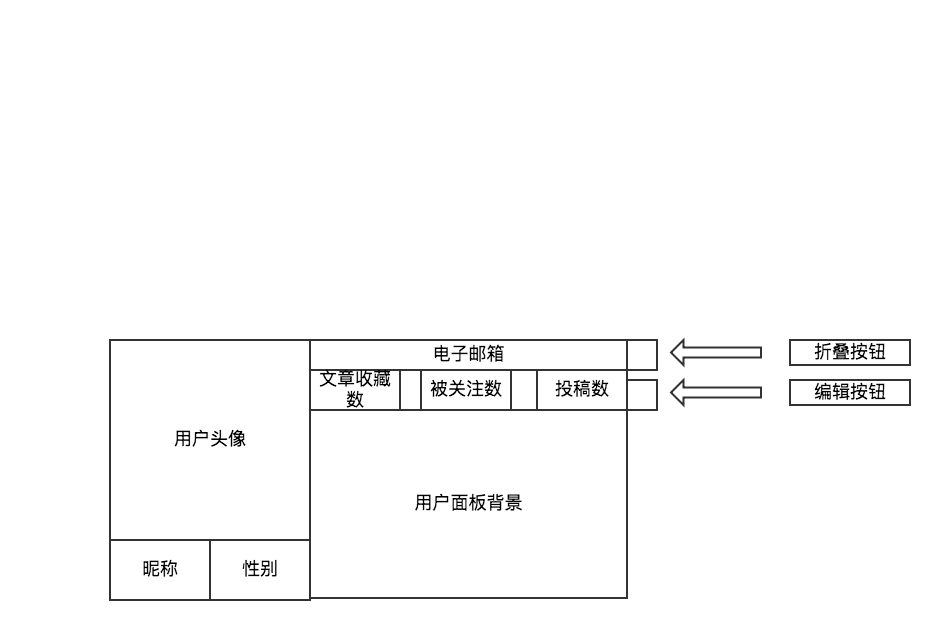 电子邮箱
折叠按钮
文章收藏
数
被关注数
投稿数
编辑按钮
用户头像
用户面板背景
昵称
性别